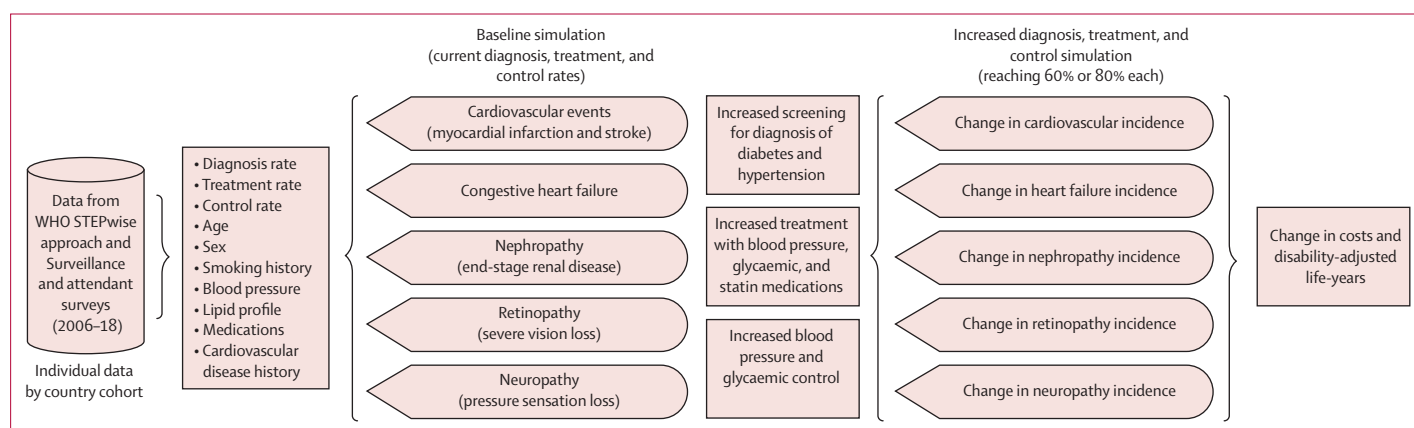 Data from
WHO STEPwise
approach and
Surveillance
and attendant
surveys
(2006–18)
Individual data
by country cohort
• Diagnosis rate
• Treatment rate
• Control rate
• Age
• Sex
• Smoking history
• Blood pressure
• Lipid profile
• Medications
• Cardiovascular
disease history
Baseline simulation
(current diagnosis, treatment, and
control rates)
Cardiovascular events
(myocardial infarction and stroke)
Congestive heart failure
Nephropathy
(end-stage renal disease)
Retinopathy
(severe vision loss)
Neuropathy
(pressure sensation loss)
Increased screening
for diagnosis of
diabetes and
hypertension
Increased treatment
with blood pressure,
glycaemic, and
statin medications
Increased blood
pressure and
glycaemic control
Increased diagnosis, treatment, and
control simulation
(reaching 60% or 80% each)
Change in cardiovascular incidence
Change in heart failure incidence
Change in nephropathy incidence
Change in retinopathy incidence
Change in neuropathy incidence
Change in costs and
disability-adjusted
life-years